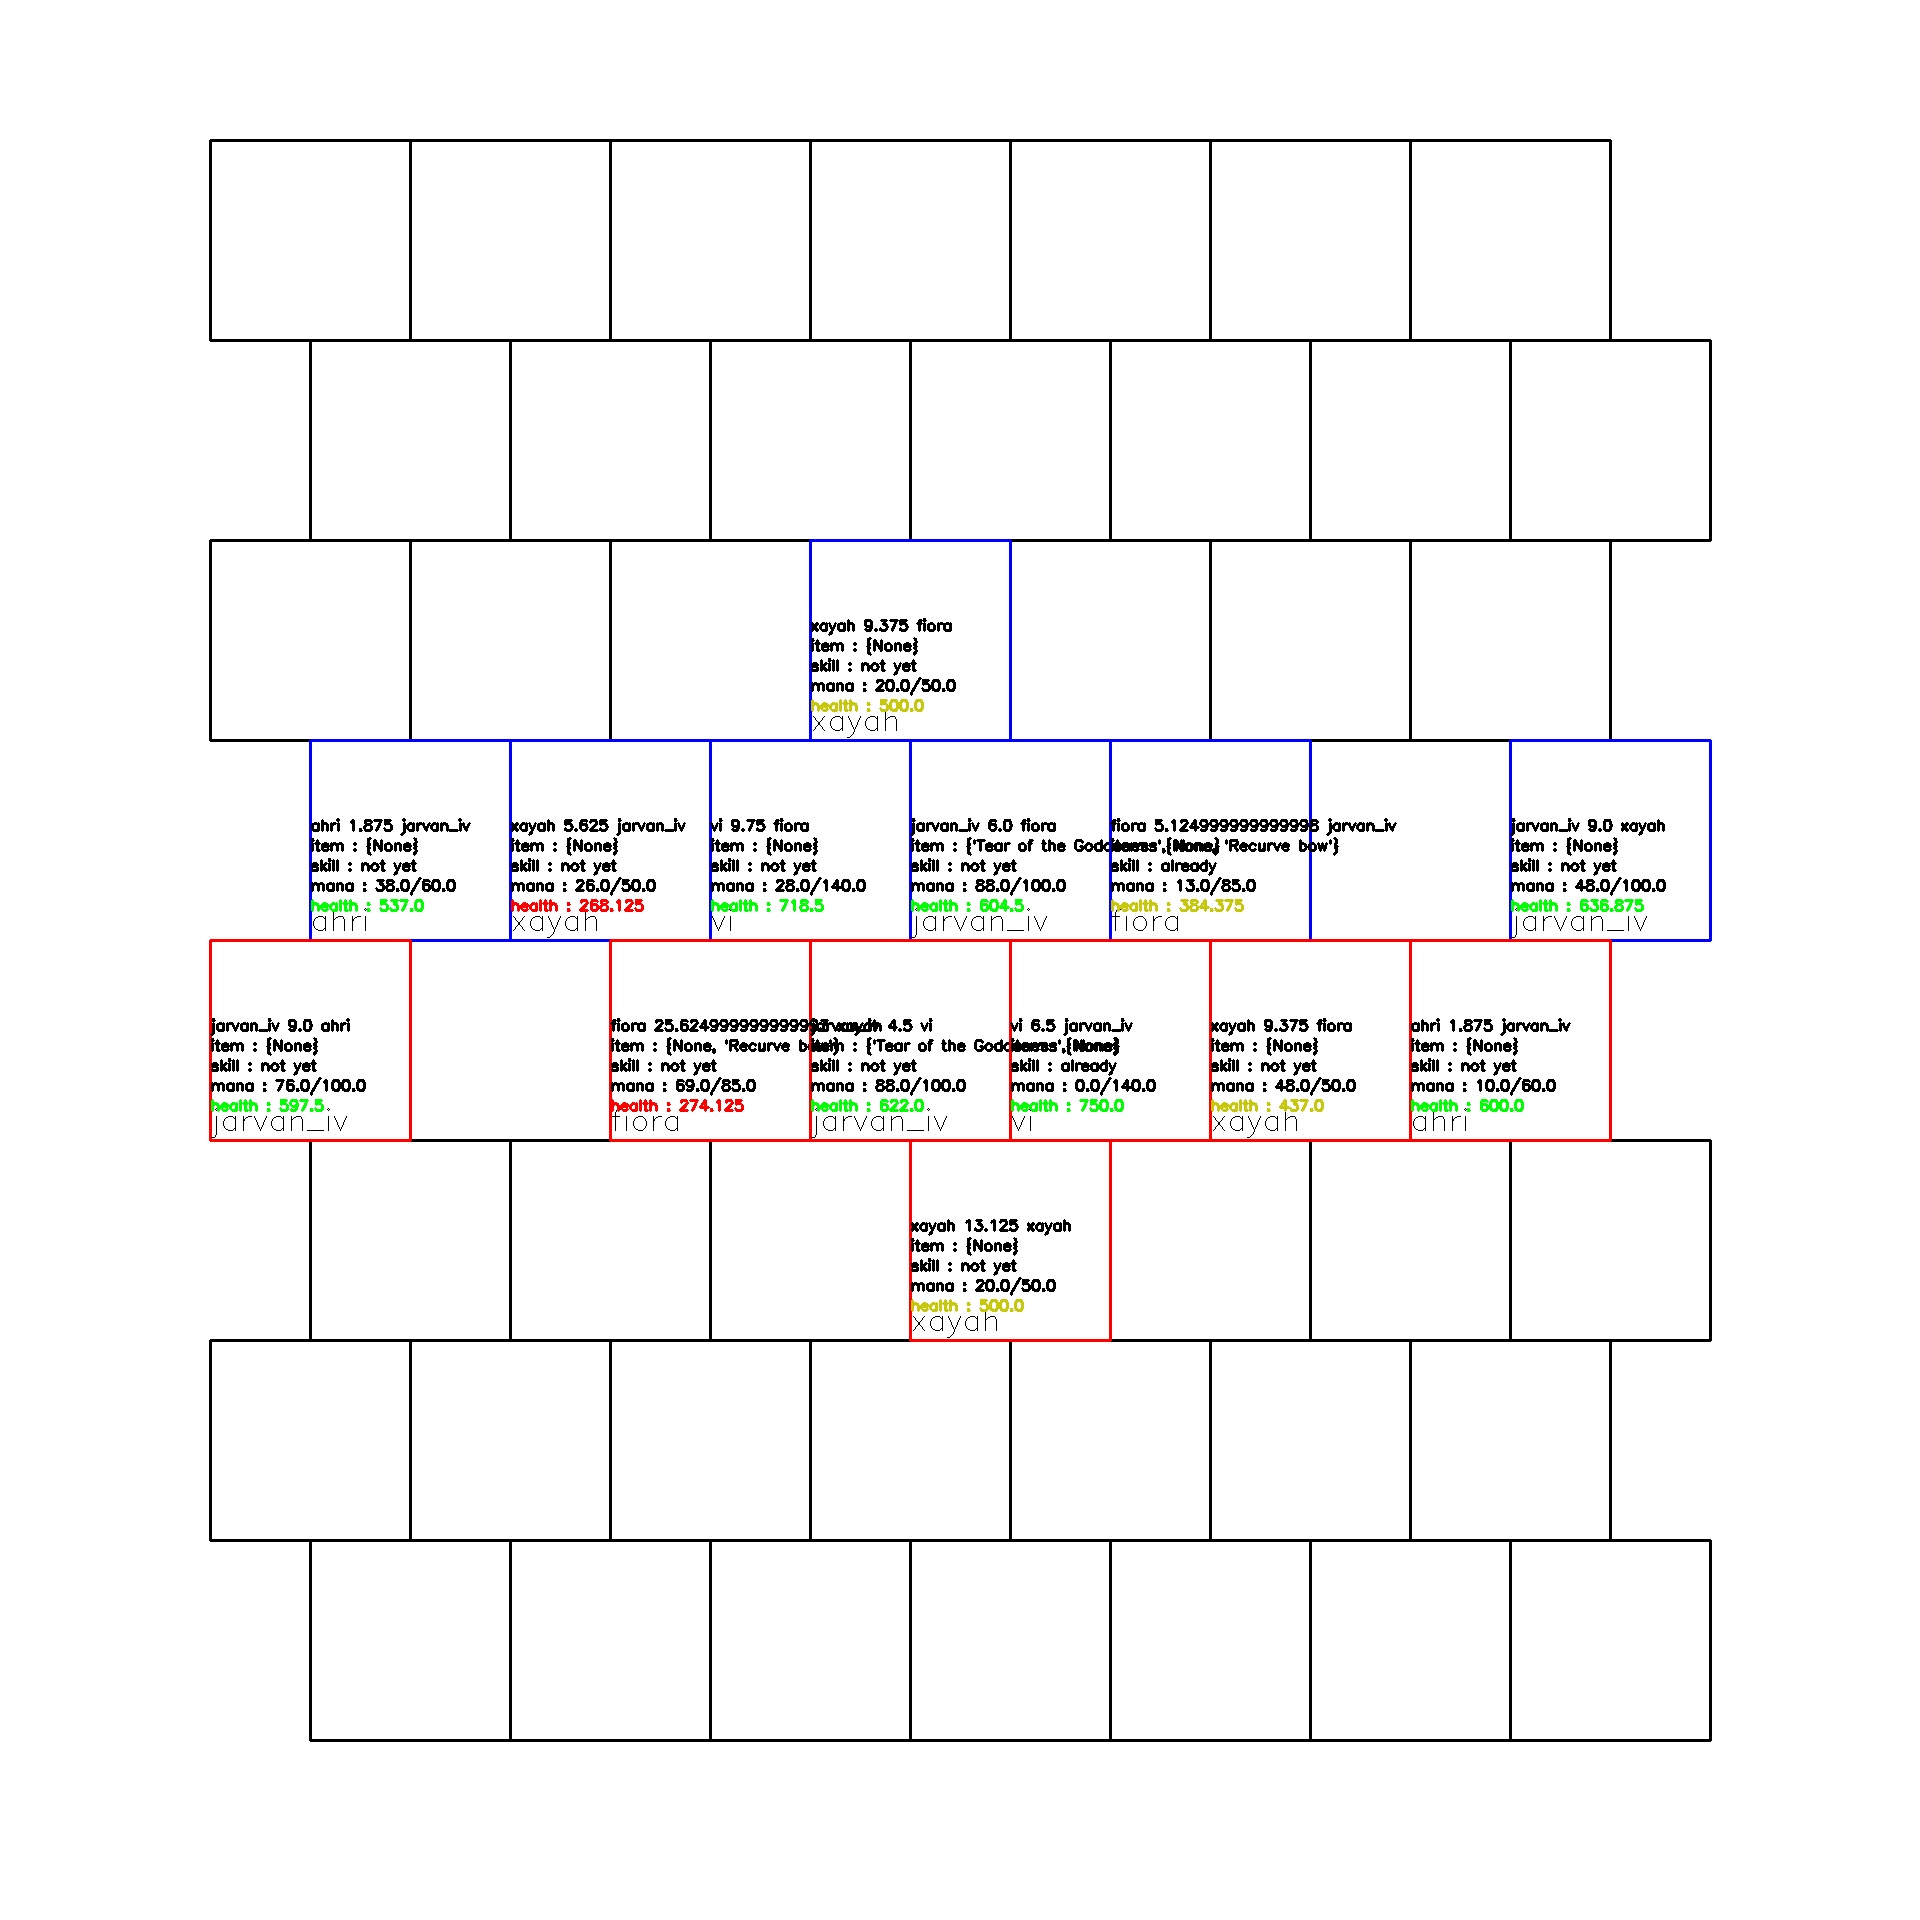 xayah 9.375 fiora
item : {None}
skill : not yet
mana : 20.0/50.0
health : 500.0
xayah
ahri 1.875 jarvan_iv
item : {None}
skill : not yet
mana : 38.0/60.0
health : 537.0
ahri
xayah 5.625 jarvan_iv
item : {None}
skill : not yet
mana : 26.0/50.0
health : 268.125
xayah
vi 9.75 fiora
item : {None}
skill : not yet
mana : 28.0/140.0
health : 718.5
vi
jarvan_iv 6.0 fiora
item : {'Tear of the Goddess', None}
skill : not yet
mana : 88.0/100.0
health : 604.5
jarvan_iv
fiora 5.124999999999998 jarvan_iv
item : {None, 'Recurve bow'}
skill : already
mana : 13.0/85.0
health : 384.375
fiora
jarvan_iv 9.0 xayah
item : {None}
skill : not yet
mana : 48.0/100.0
health : 636.875
jarvan_iv
jarvan_iv 9.0 ahri
item : {None}
skill : not yet
mana : 76.0/100.0
health : 597.5
jarvan_iv
fiora xayah
item : {None, 'Recurve bow'}
skill : not yet
mana : 69.0/85.0
health : 274.125
fiora
jarvan_iv 4.5 vi
item : {'Tear of the Goddess', None}
skill : not yet
mana : 88.0/100.0
health : 622.0
jarvan_iv
vi 6.5 jarvan_iv
item : {None}
skill : already
mana : 0.0/140.0
health : 750.0
vi
xayah 9.375 fiora
item : {None}
skill : not yet
mana : 48.0/50.0
health : 437.0
xayah
ahri 1.875 jarvan_iv
item : {None}
skill : not yet
mana : 10.0/60.0
health : 600.0
ahri
xayah 13.125 xayah
item : {None}
skill : not yet
mana : 20.0/50.0
health : 500.0
xayah